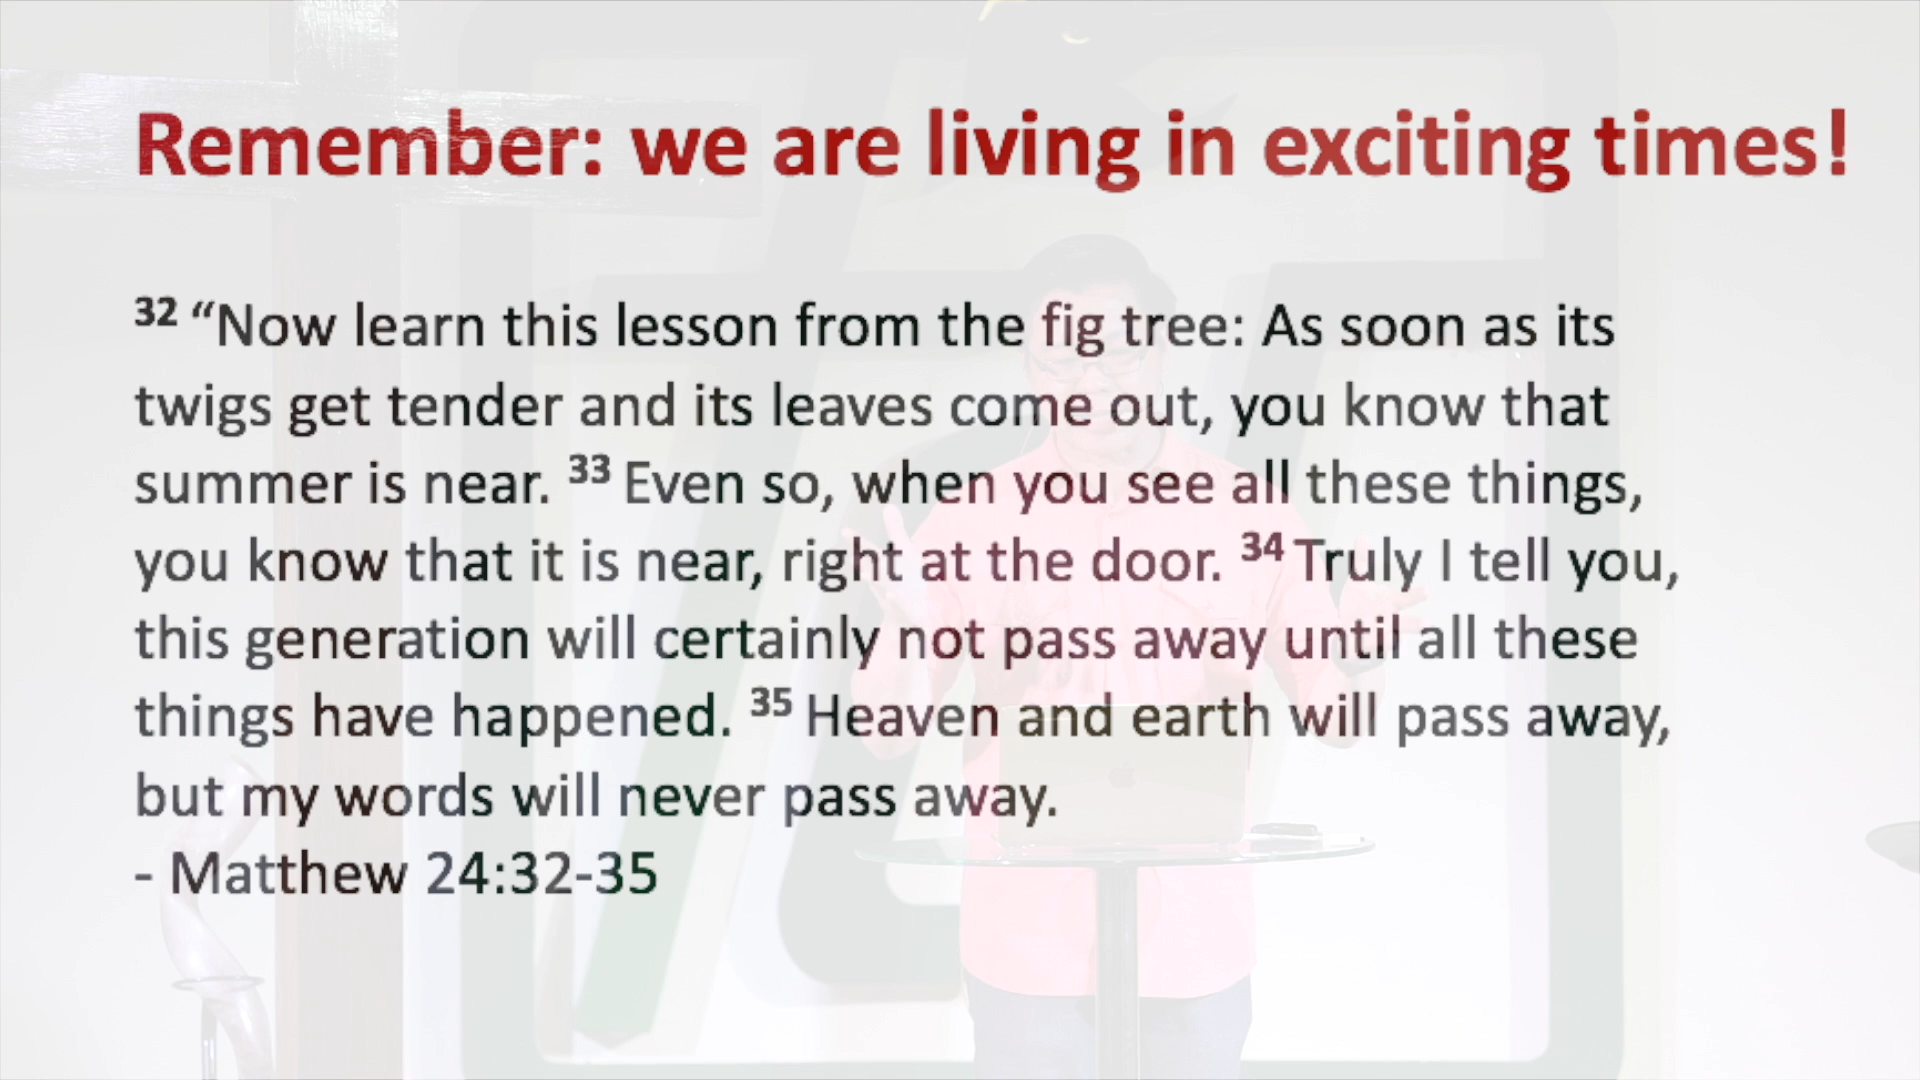 Remember: we are living in exciting times!
32 “Now learn this lesson from the fig tree: As soon as its
twigs get tender and its leaves come out, you know that
summer is near. 33 Even so, when you see all these things,
you know that it is near, right at the door. 34 Truly I tell you,
this generation will certainly not pass away until all these
things have happened. 35 Heaven and earth will pass away,
but my words will never pass away.
- Matthew 24:32-35